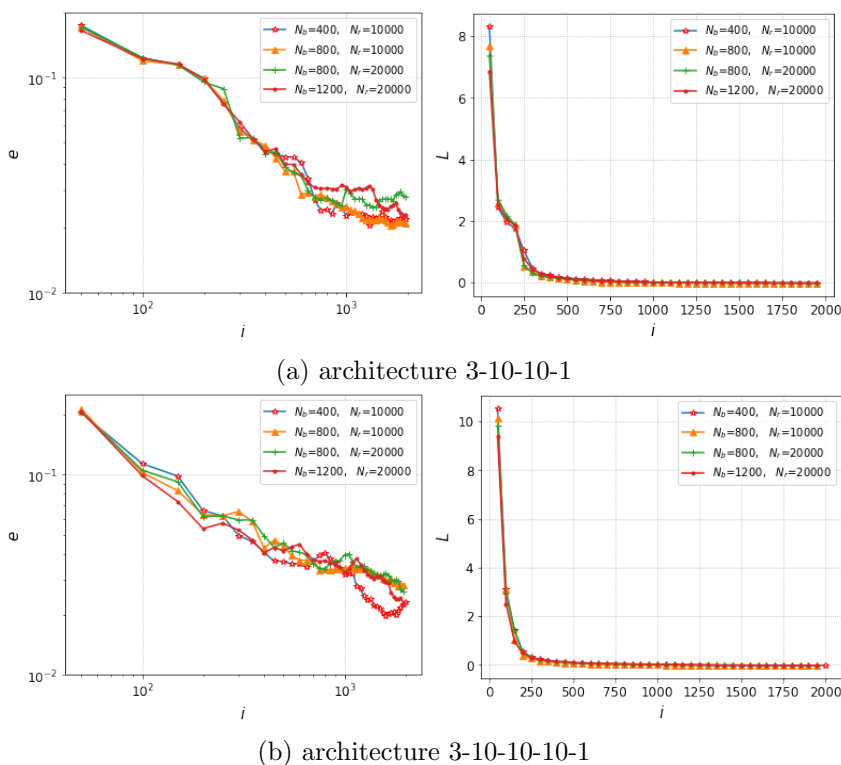 N_b=400, N_r=10000
N_b=800, N_r=10000
N_b=800, N_r=20000
N_b=1200, N_r=20000
e
10^{-1}
10^{-2}
10^2 10^3
i
N_b=400, N_r=10000
N_b=800, N_r=10000
N_b=800, N_r=20000
N_b=1200, N_r=20000
L
8
6
4
2
0
0 250 500 750 1000 1250 1500 1750 2000
i
(a) architecture 3-10-10-1
N_b=400, N_r=10000
N_b=800, N_r=10000
N_b=800, N_r=20000
N_b=1200, N_r=20000
e
10^{-1}
10^{-2}
10^2 10^3
i
N_b=400, N_r=10000
N_b=800, N_r=10000
N_b=800, N_r=20000
N_b=1200, N_r=20000
L
10
8
6
4
2
0
0 250 500 750 1000 1250 1500 1750 2000
i
(b) architecture 3-10-10-10-1